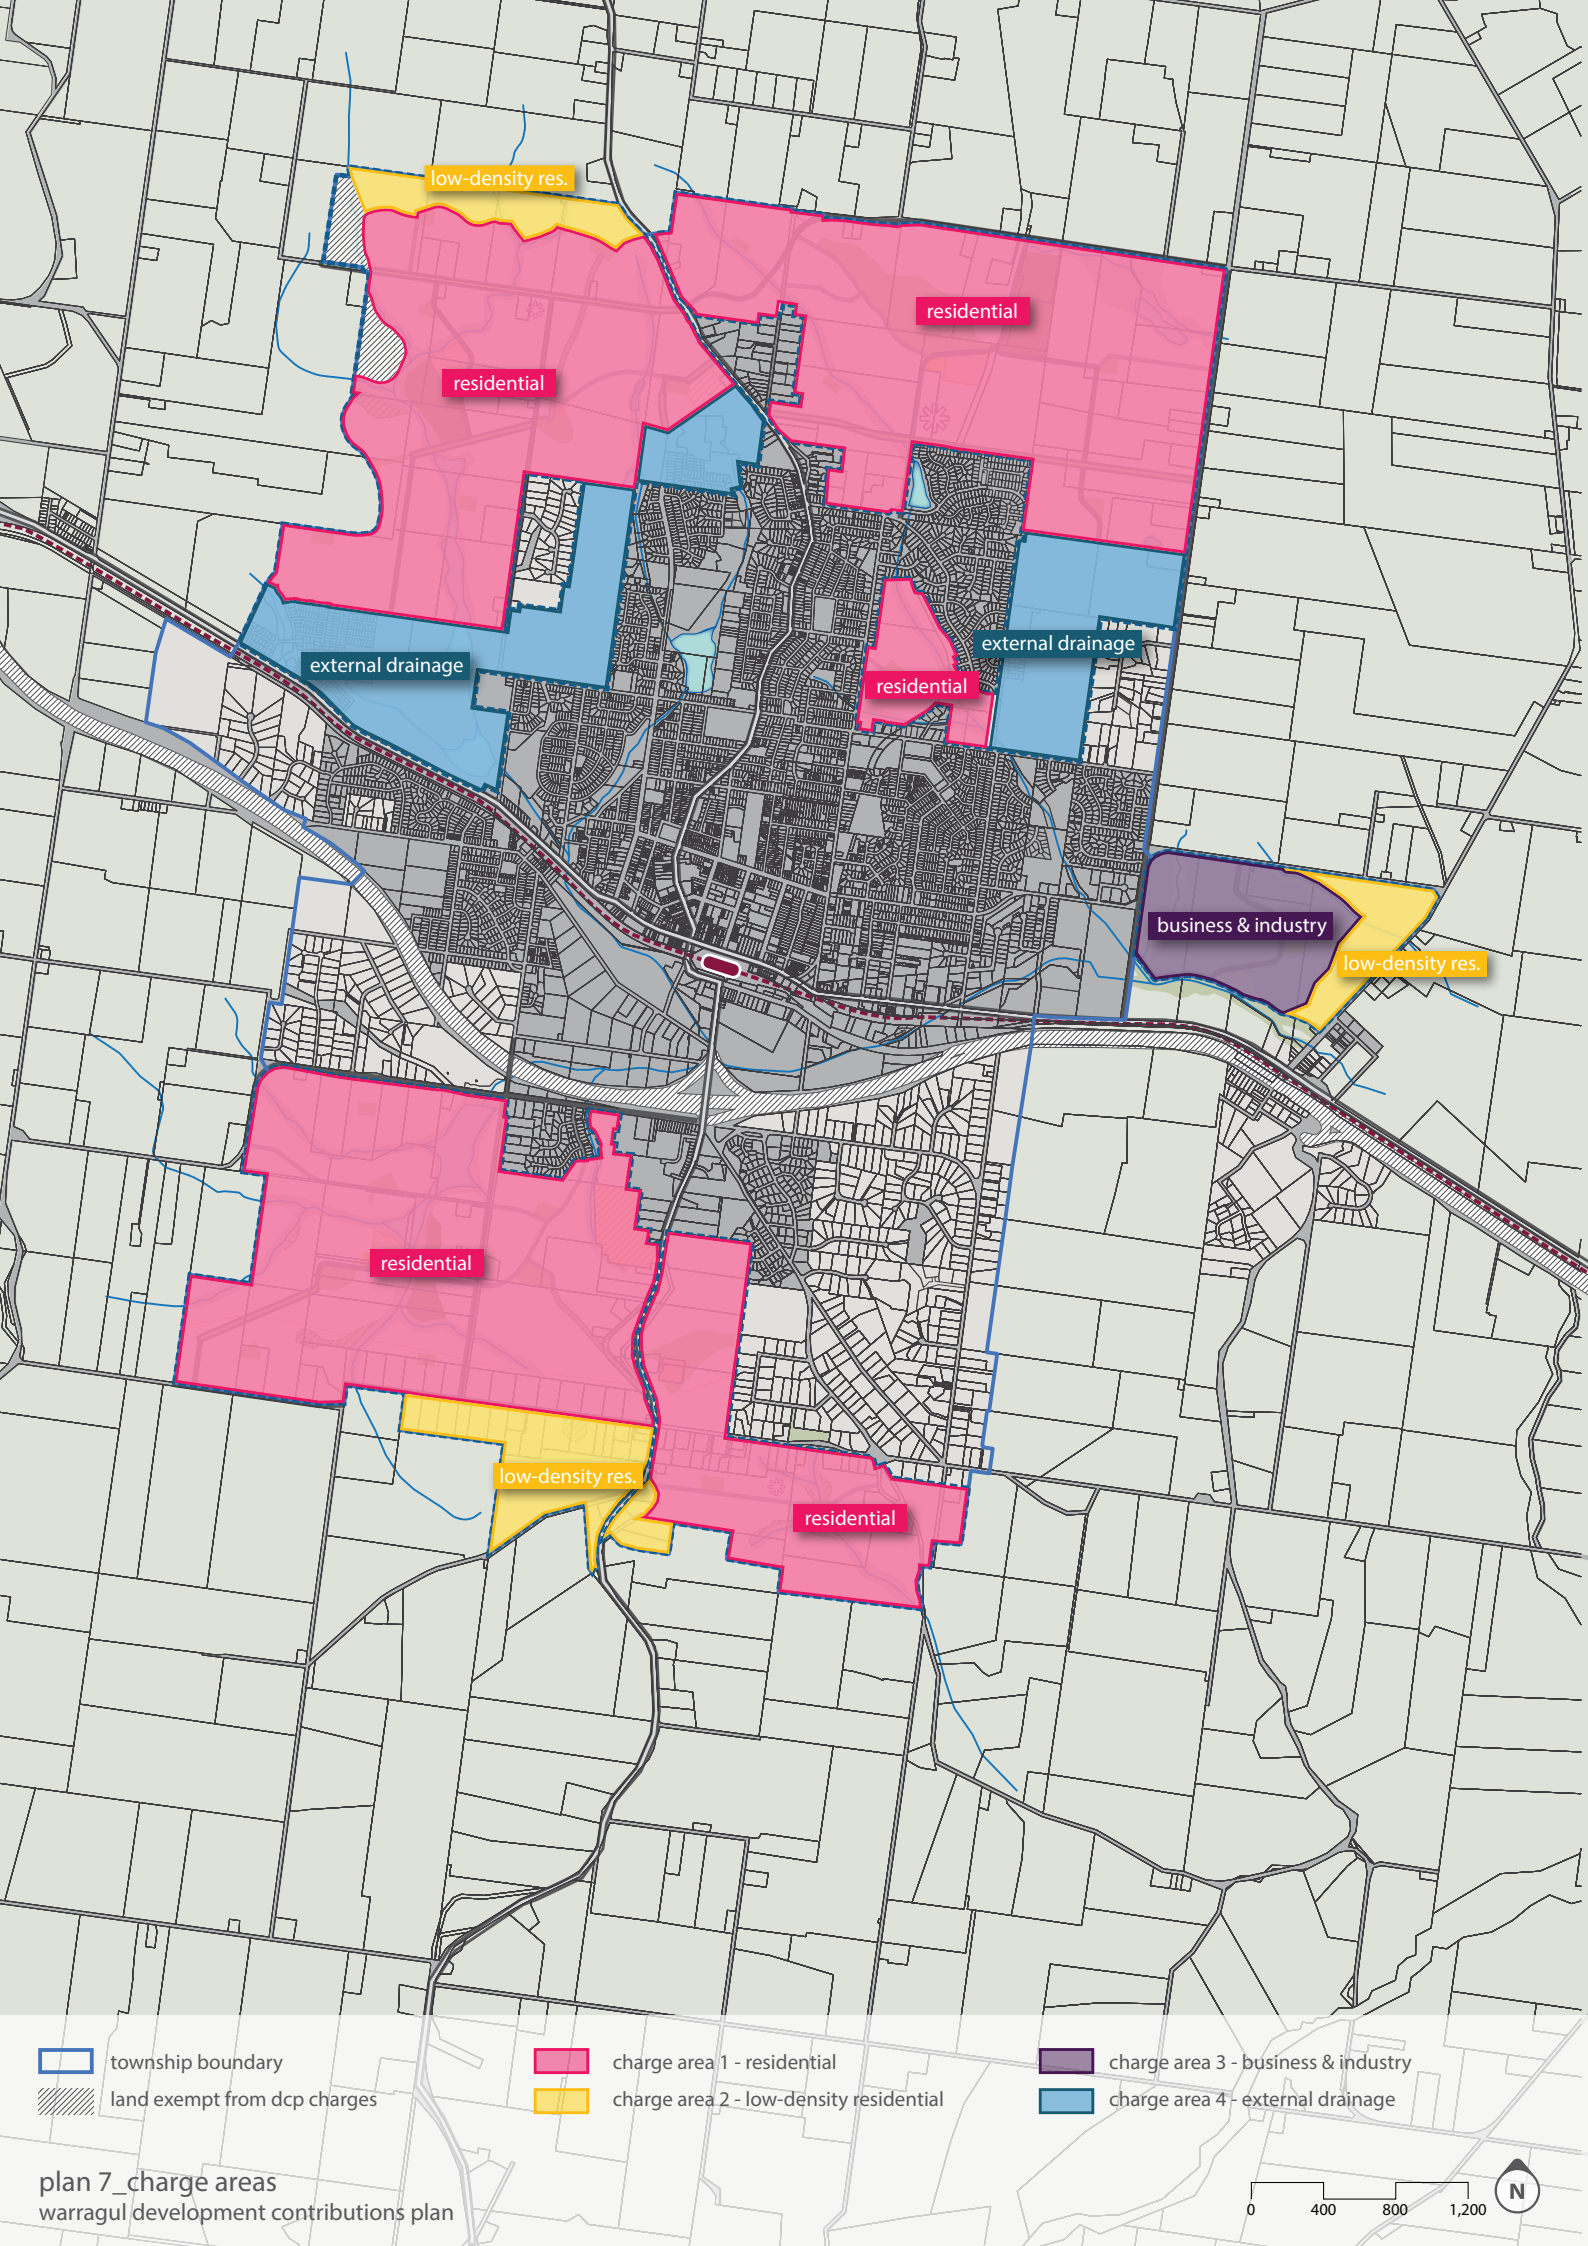 low-density res.
residential
residential
external drainage
residential
external drainage
business & industry
low-density res.
residential
low-density res.
residential
township boundary
land exempt from dcp charges
charge area 1 - residential
charge area 2 - low-density residential
charge area 3 - business & industry
charge area 4 - external drainage
plan 7_charge areas
warragul development contributions plan
0 400 800 1,200
N